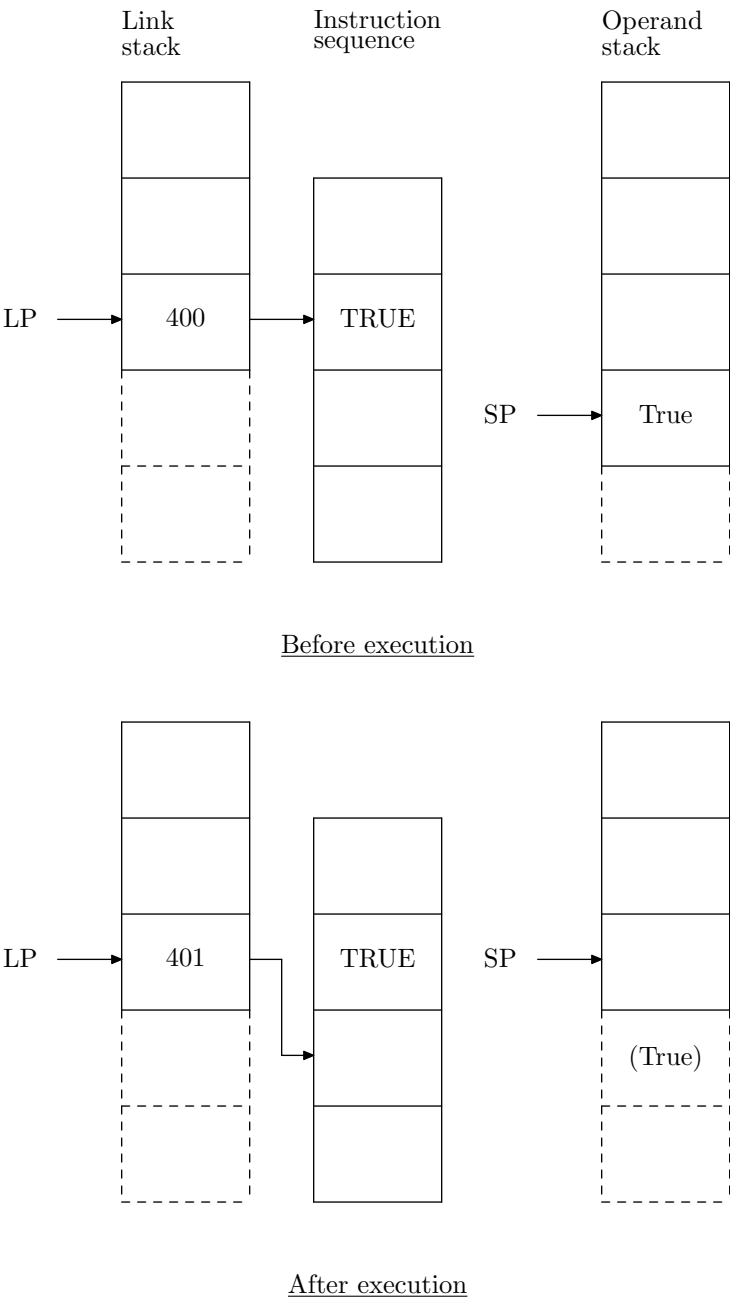 Link
stack
Instruction
sequence
Operand
stack
LP
400
TRUE
SP
True
Before execution
LP
401
TRUE
SP
(True)
After execution